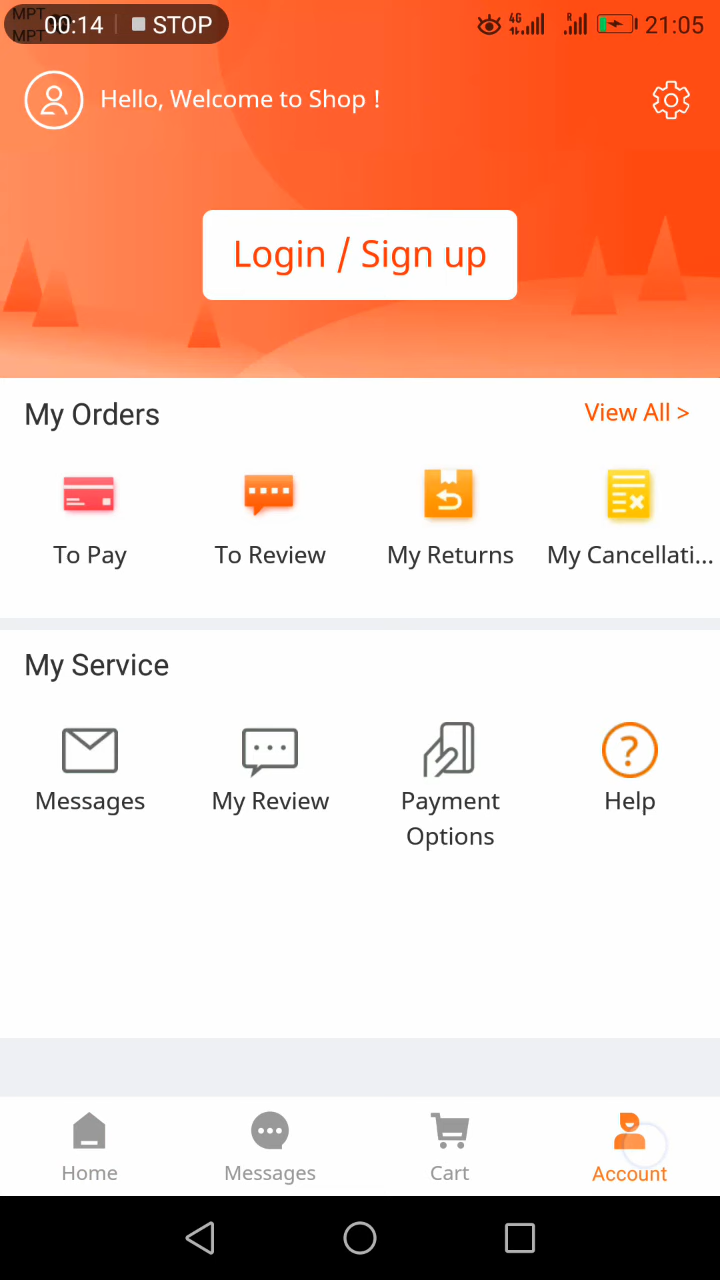 MPT
MPT
00:14 STOP
4G R 21:05
Hello, Welcome to Shop !
Login / Sign up
My Orders
View All >
To Pay
To Review
My Returns
My Cancellati...
My Service
Messages
My Review
Payment
Options
Help
Home
Messages
Cart
Account